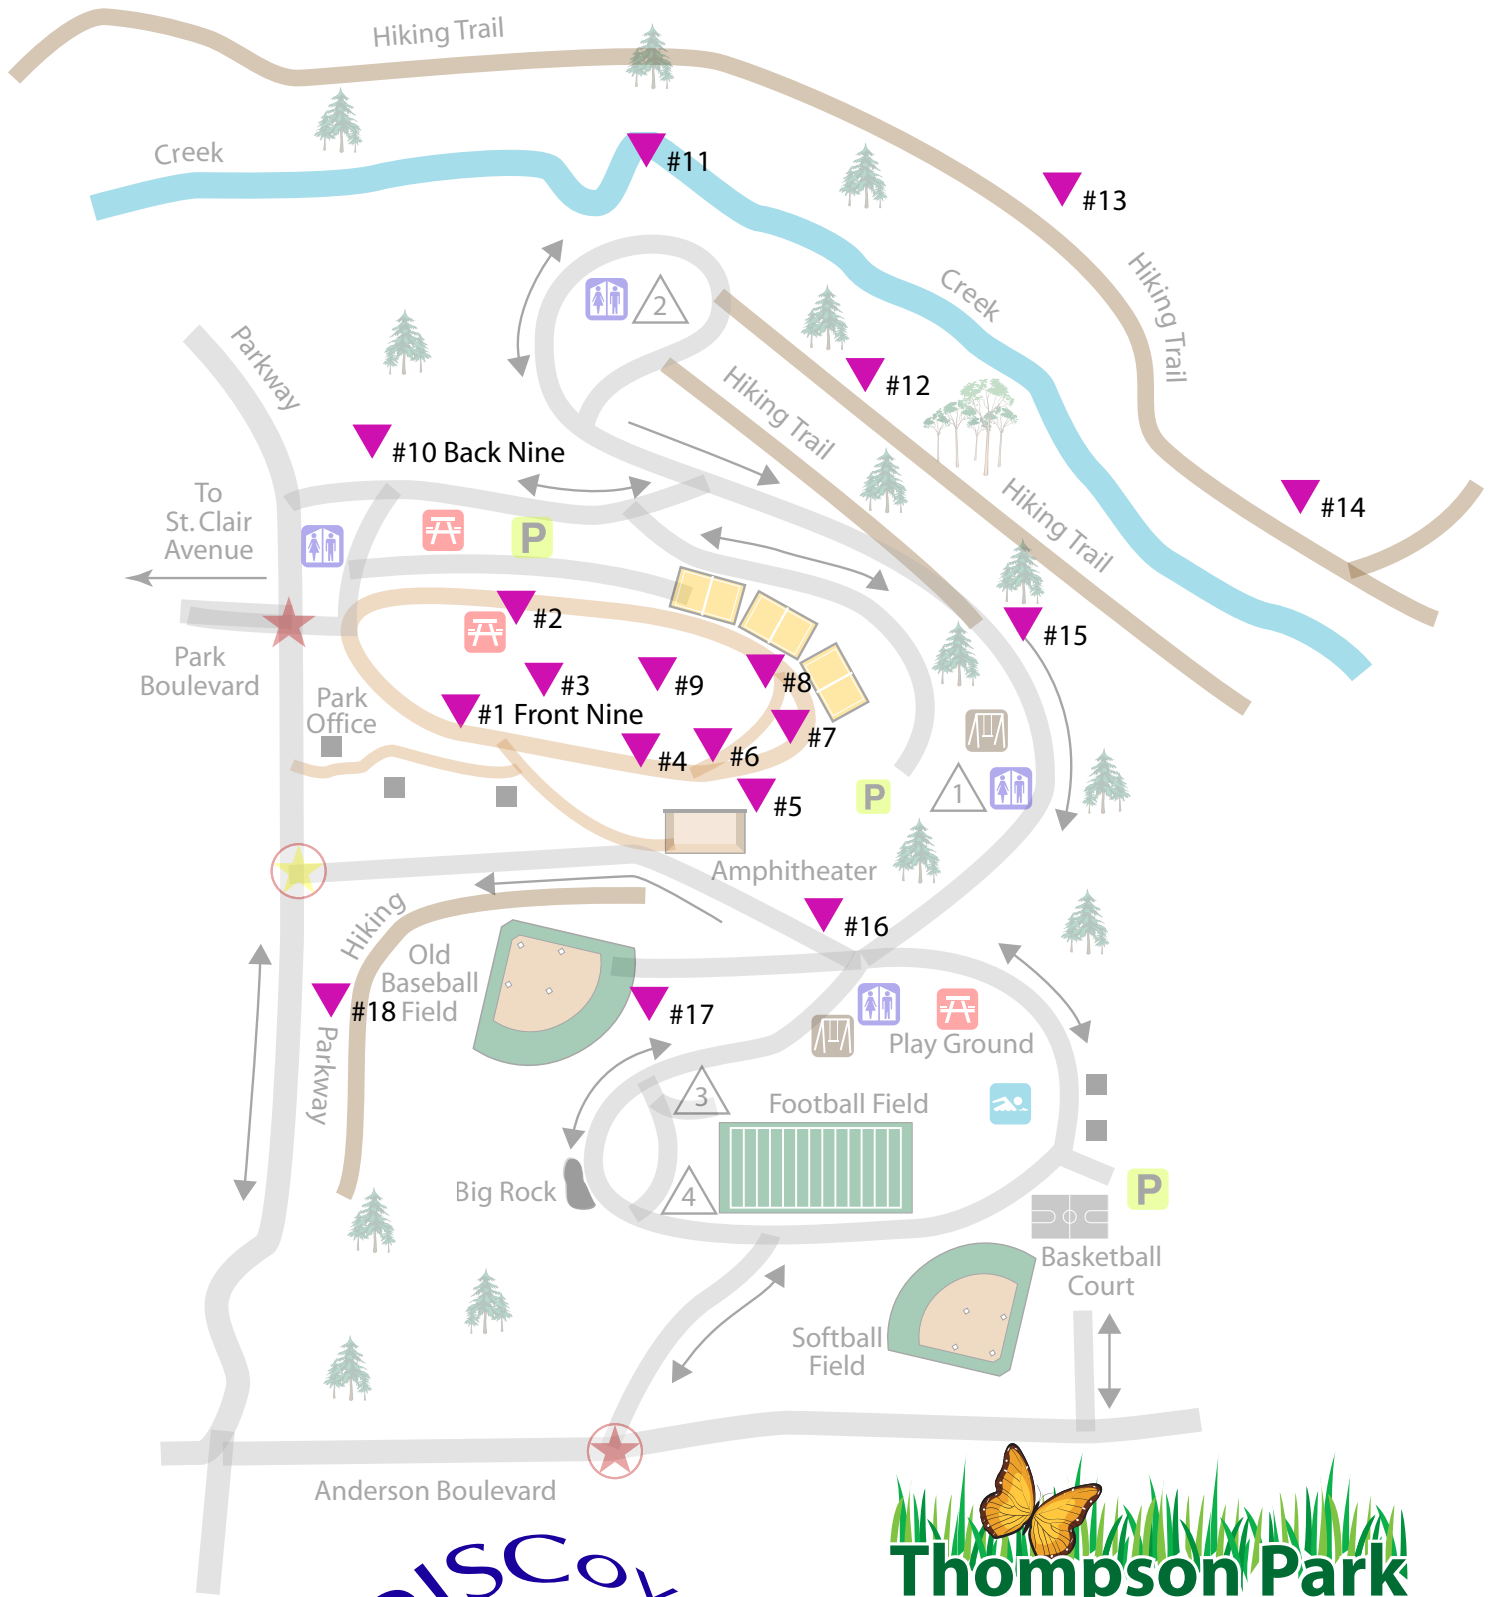 Hiking Trail
Creek
#11
#13
Hiking Trail
Creek
2
Parkway
Hiking Trail
#12
#10 Back Nine
To
St. Clair
Avenue
P
Hiking Trail
#14
#2
#15
Park
Boulevard
#3
#9
#8
Park
Office
#1 Front Nine
#7
#4
#6
#5
P
1
Amphitheater
#16
Hiking
Old
Baseball
Field
#18
#17
Parkway
Play Ground
3
Football Field
Big Rock
4
P
Basketball
Court
Softball
Field
Anderson Boulevard
Thompson Park